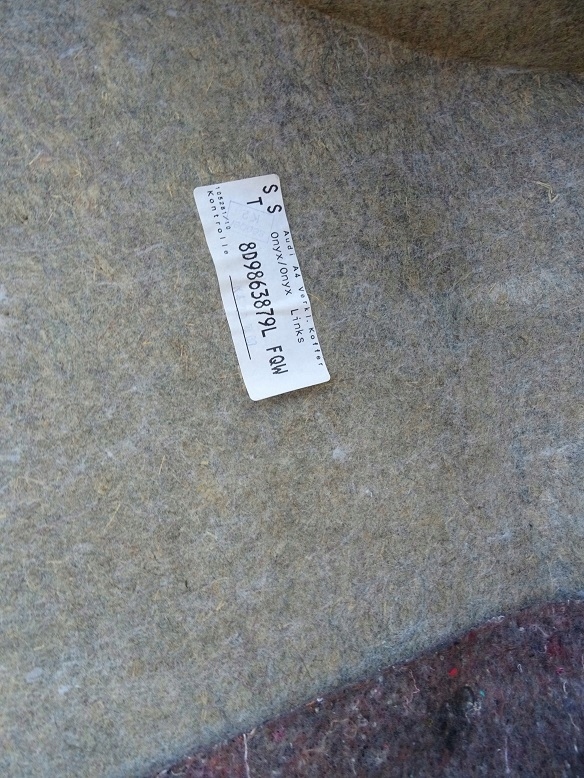 Audi A4 Verkl. Koffer
SS Onyx/Onyx Links
T
8D9863879L FQW
Kontrolle